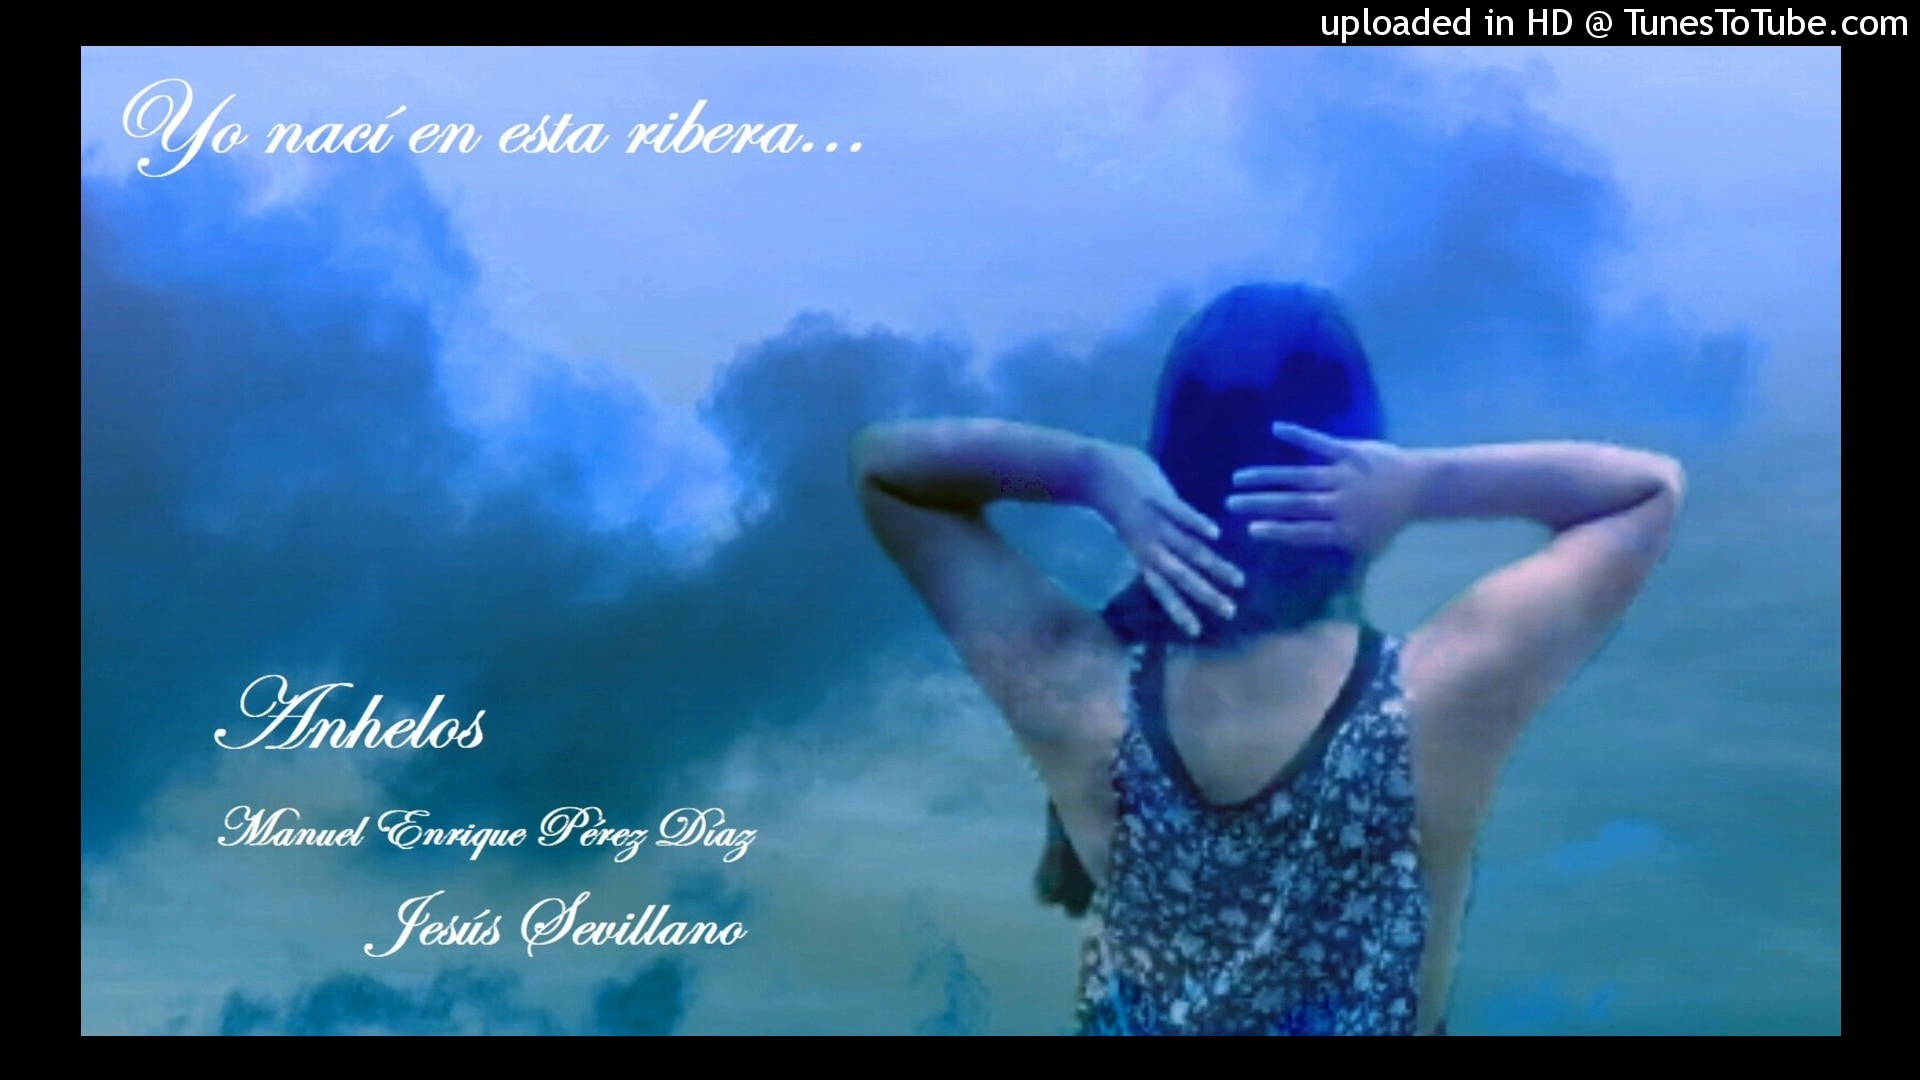 uploaded in HD @ TunesToTube.com
Yo nací en esta ribera...
Anhelos
Manuel Enrique Pérez Díaz
Jesús Sevillano